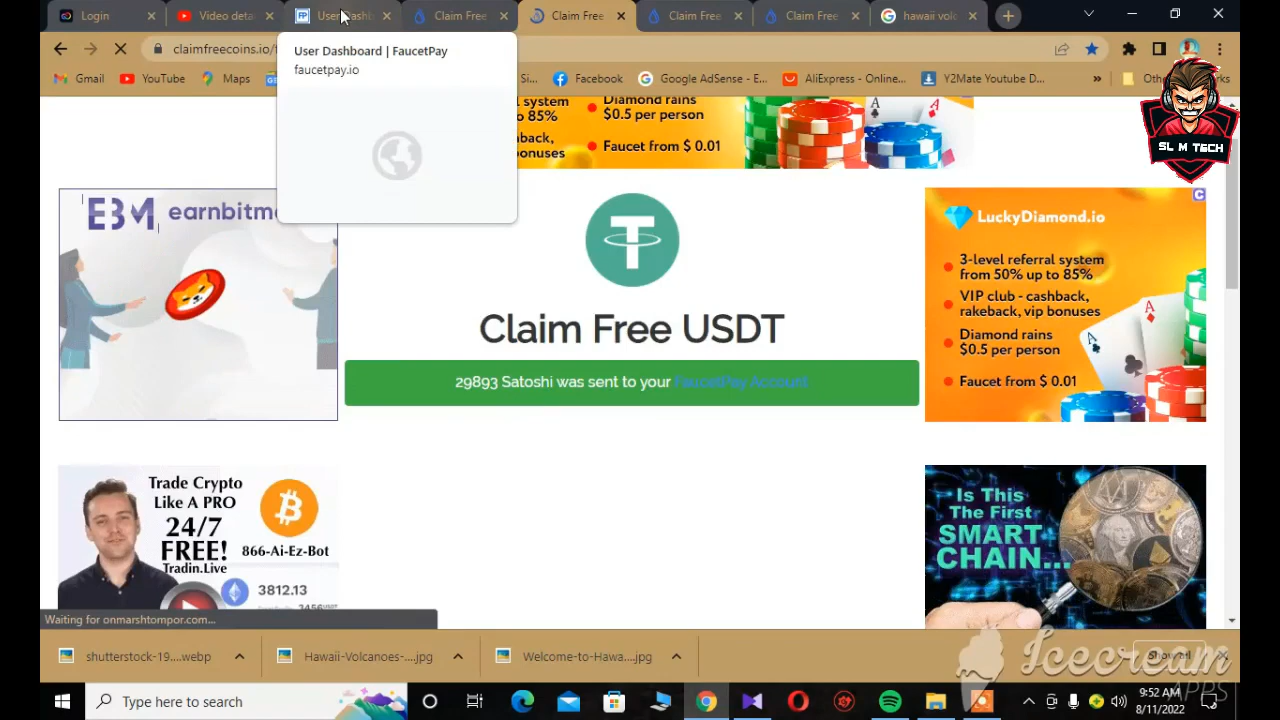 Login
Video deta
User Dashb
Claim Free
Claim Free
Claim Free
Claim Free
hawaii vol
claimfreecoins.io/
User Dashboard | FaucetPay
faucetpay.io
Gmail
YouTube
Maps
Si...
Facebook
Google AdSense - E...
AliExpress - Online...
Y2Mate Youtube D...
»
SL M TECH
system
to 85%
back,
onuses
Diamond rains
$0.5 per person
Faucet from $ 0.01
EBM earnbitm
Claim Free USDT
29893 Satoshi was sent to your FaucetPay Account
LuckyDiamond.io
3-level referral system
from 50% up to 85%
VIP club - cashback,
rakeback, vip bonuses
Diamond rains
$0.5 per person
Faucet from $ 0.01
Trade Crypto
Like A PRO
24/7
FREE!
Tradin.Live
866-Ai-Ez-Bot
3812.13
Is This
The First
SMART
CHAIN...
Waiting for onmarshtompor.com...
shutterstock-19....webp
Hawaii-Volcanoes-....jpg
Welcome-to-Hawa....jpg
Show all
Icecream
APPS
Type here to search
9:52 AM
8/11/2022